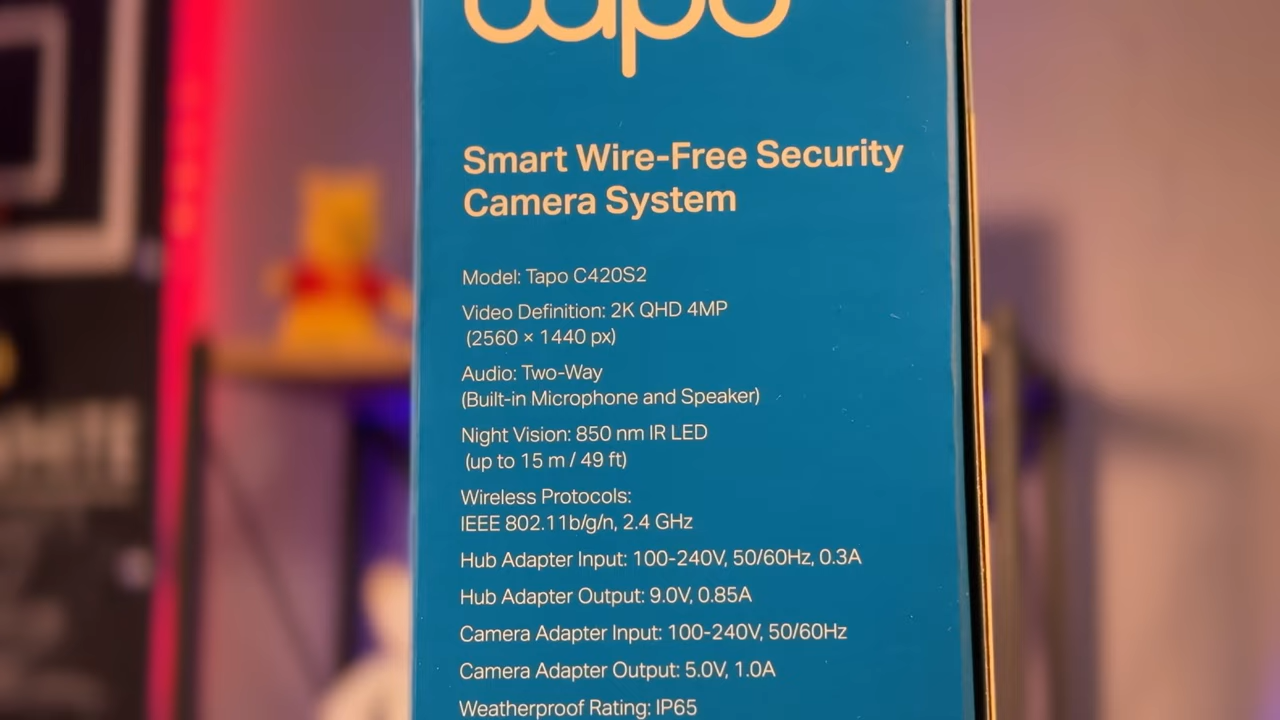 tapo
Smart Wire-Free Security
Camera System
Model: Tapo C420S2
Video Definition: 2K QHD 4MP
(2560 × 1440 px)
Audio: Two-Way
(Built-in Microphone and Speaker)
Night Vision: 850 nm IR LED
(up to 15 m / 49 ft)
Wireless Protocols:
IEEE 802.11b/g/n, 2.4 GHz
Hub Adapter Input: 100-240V, 50/60Hz, 0.3A
Hub Adapter Output: 9.0V, 0.85A
Camera Adapter Input: 100-240V, 50/60Hz
Camera Adapter Output: 5.0V, 1.0A
Weatherproof Rating: IP65